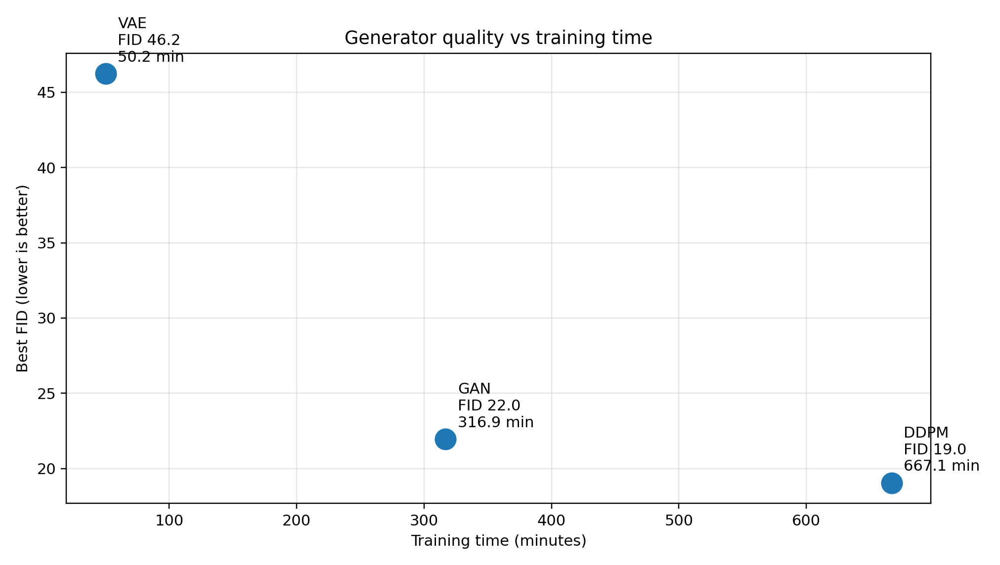 VAE
FID 46.2
50.2 min
Generator quality vs training time
45
40
35
30
25
20
Best FID (lower is better)
GAN
FID 22.0
316.9 min
DDPM
FID 19.0
667.1 min
100
200
300
400
500
600
Training time (minutes)